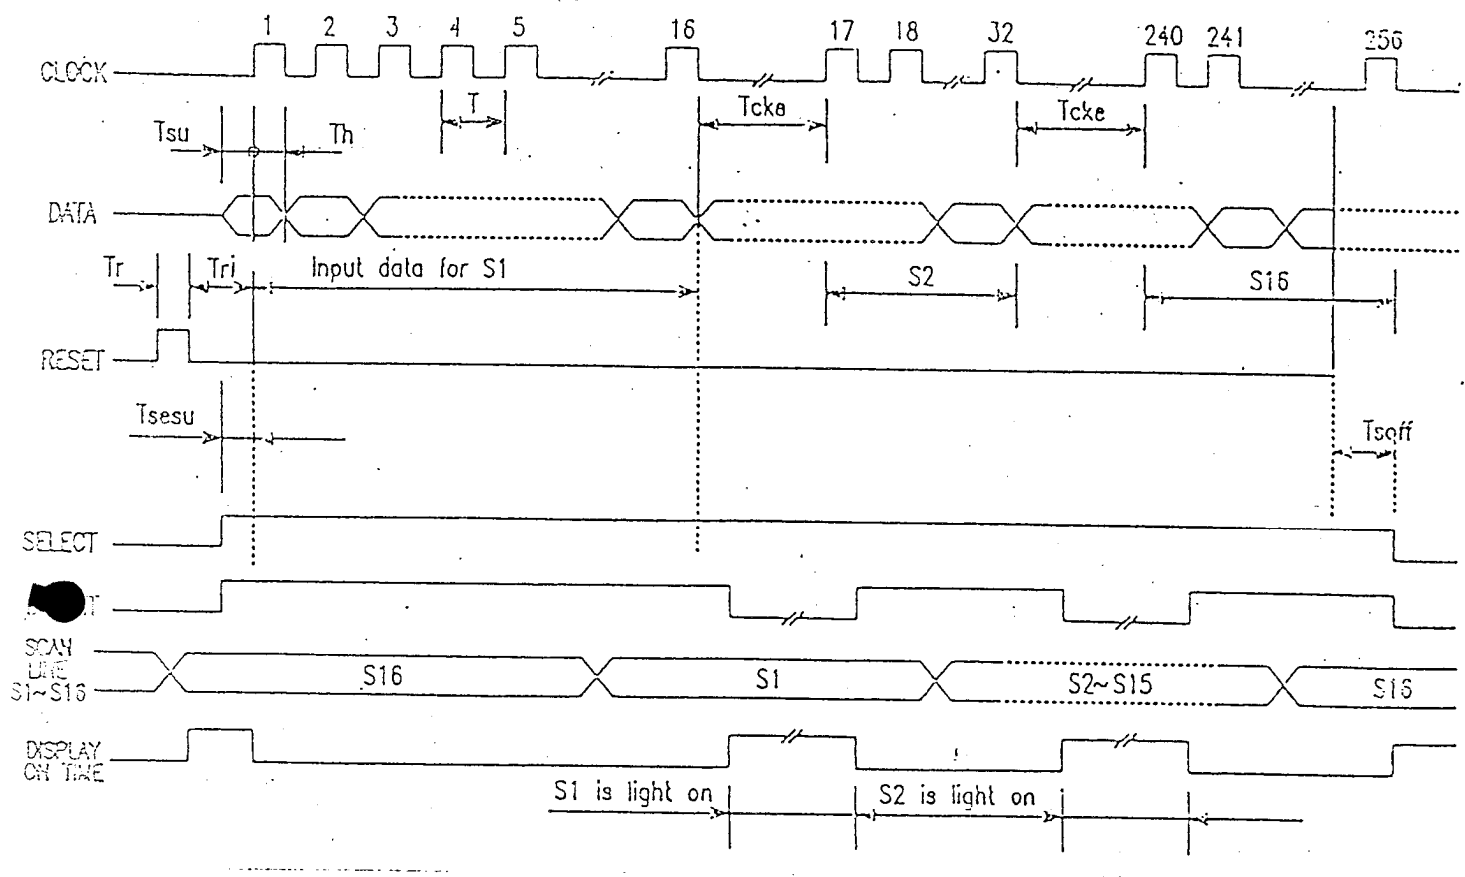 1 2 3 4 5 16 17 18 32 240 241 256
CLOCK
T Tcke Tcke
Tsu Th
DATA
Tr Tri Input data for S1 S2 S16
RESET
Tsesu Tsoff
SELECT
SCAN
LINE
S1~S16
S16 S1 S2~S15 S16
DISPLAY
ON TIME
S1 is light on S2 is light on